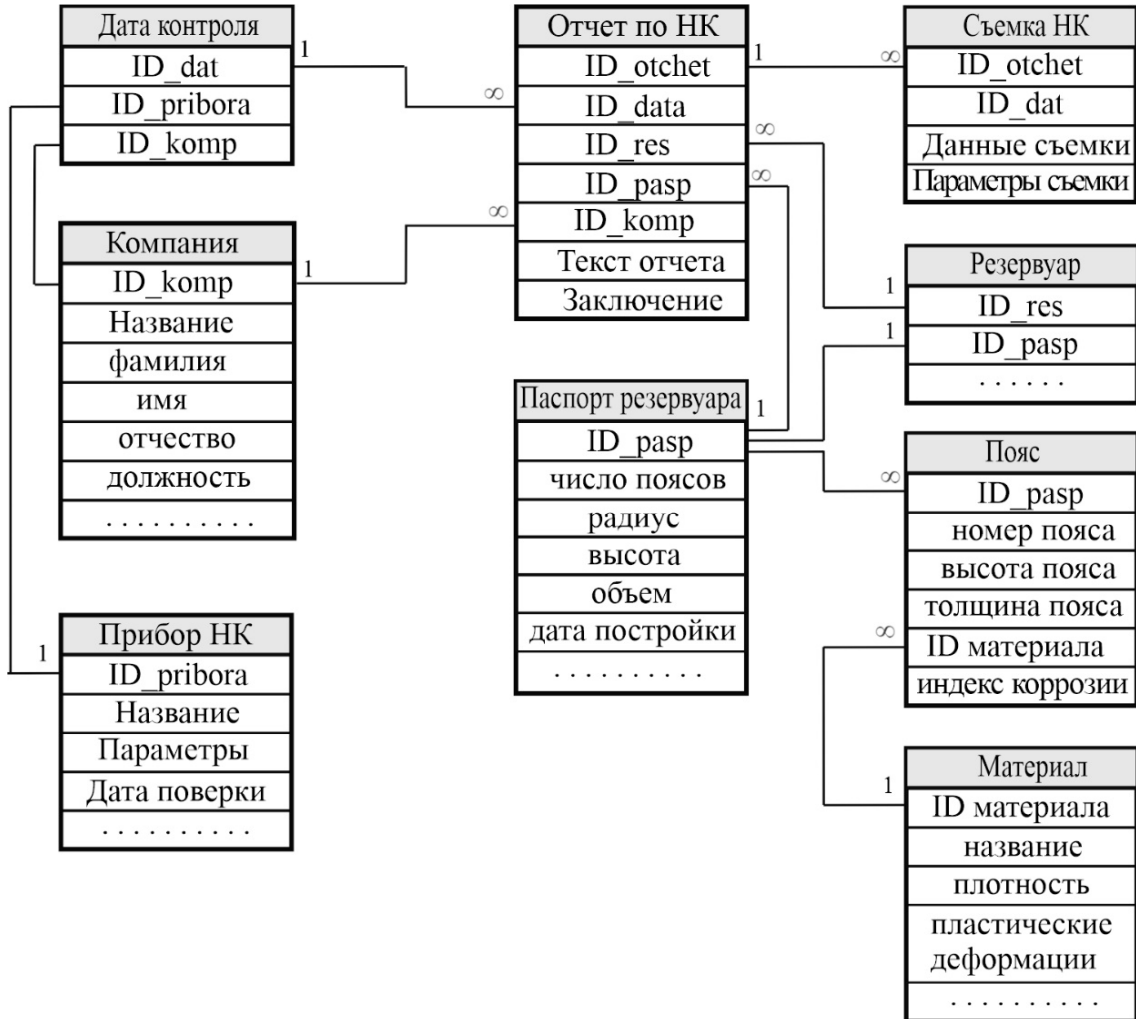 Дата контроля
ID_dat
ID_pribora
ID_komp
1
∞
Компания
ID_komp
Название
фамилия
имя
отчество
должность
. . . . . . . . . .
1
∞
Прибор НК
ID_pribora
Название
Параметры
Дата поверки
. . . . . . . . . .
1
Отчет по НК
ID_otchet
ID_data
ID_res
ID_pasp
ID_komp
Текст отчета
Заключение
1
∞
∞
∞
Паспорт резервуара
ID_pasp
число поясов
радиус
высота
объем
дата постройки
. . . . . . . . . .
1
Съемка НК
ID_otchet
ID_dat
Данные съемки
Параметры съемки
Резервуар
ID_res
ID_pasp
. . . . . .
1
1
Пояс
ID_pasp
номер пояса
высота пояса
толщина пояса
ID материала
индекс коррозии
∞
∞
Материал
ID материала
название
плотность
пластические
деформации
. . . . . . . . . .
1